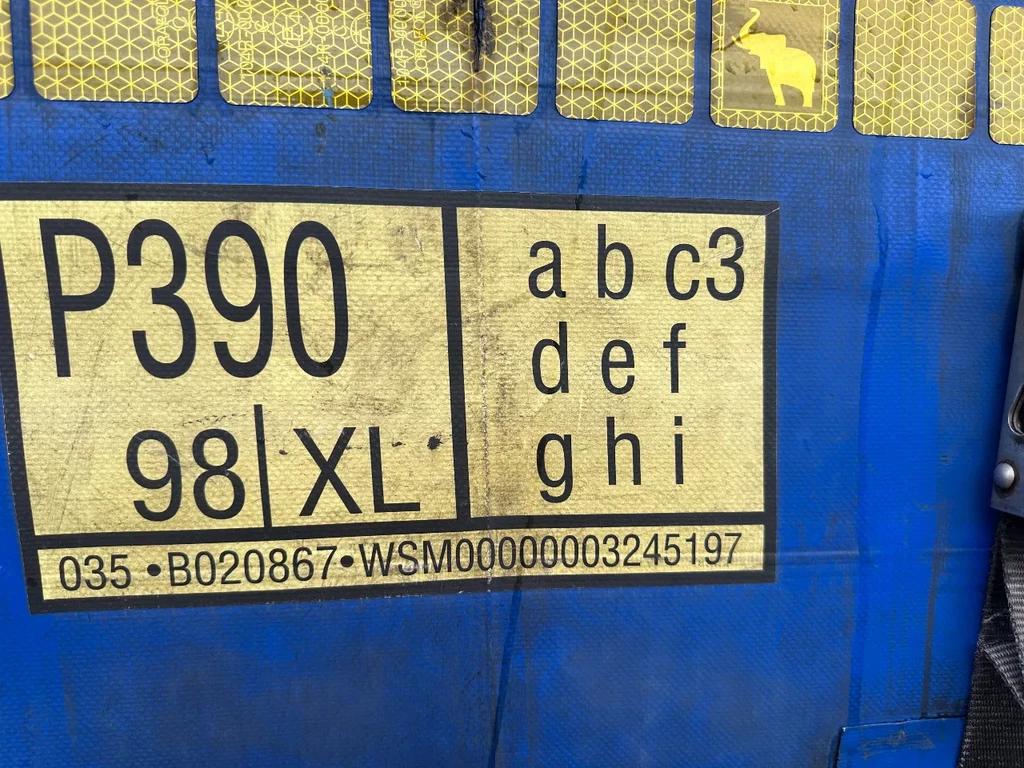 P390
98|XL
a b c3
d e f
g h i
035 •B020867•WSM00000003245197